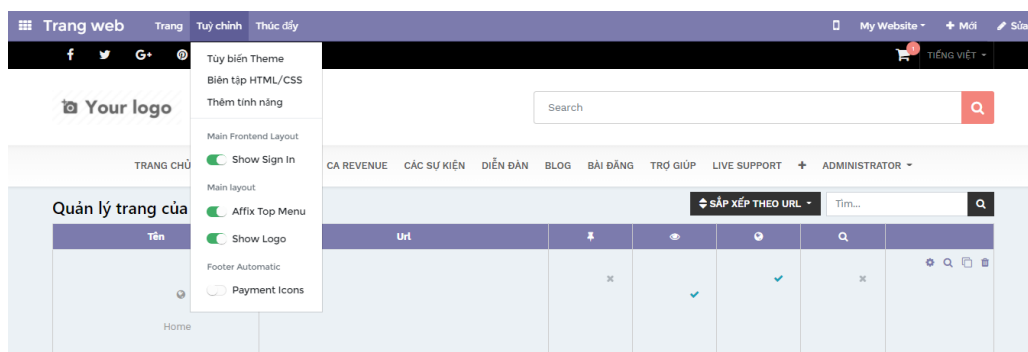 Trang web Trang Tuỳ chỉnh Thúc đẩy My Website + Mới Sửa
f G+ 1 TIẾNG VIỆT
Tùy biến Theme
Biên tập HTML/CSS
Your logo Thêm tính năng Search
Main Frontend Layout
Show Sign In
TRANG CHỦ CA REVENUE CÁC SỰ KIỆN DIỄN ĐÀN BLOG BÀI ĐĂNG TRỢ GIÚP LIVE SUPPORT + ADMINISTRATOR
Main layout
Quản lý trang của Affix Top Menu SẮP XẾP THEO URL Tìm...
Tên Show Logo Url
Footer Automatic
Payment Icons
Home